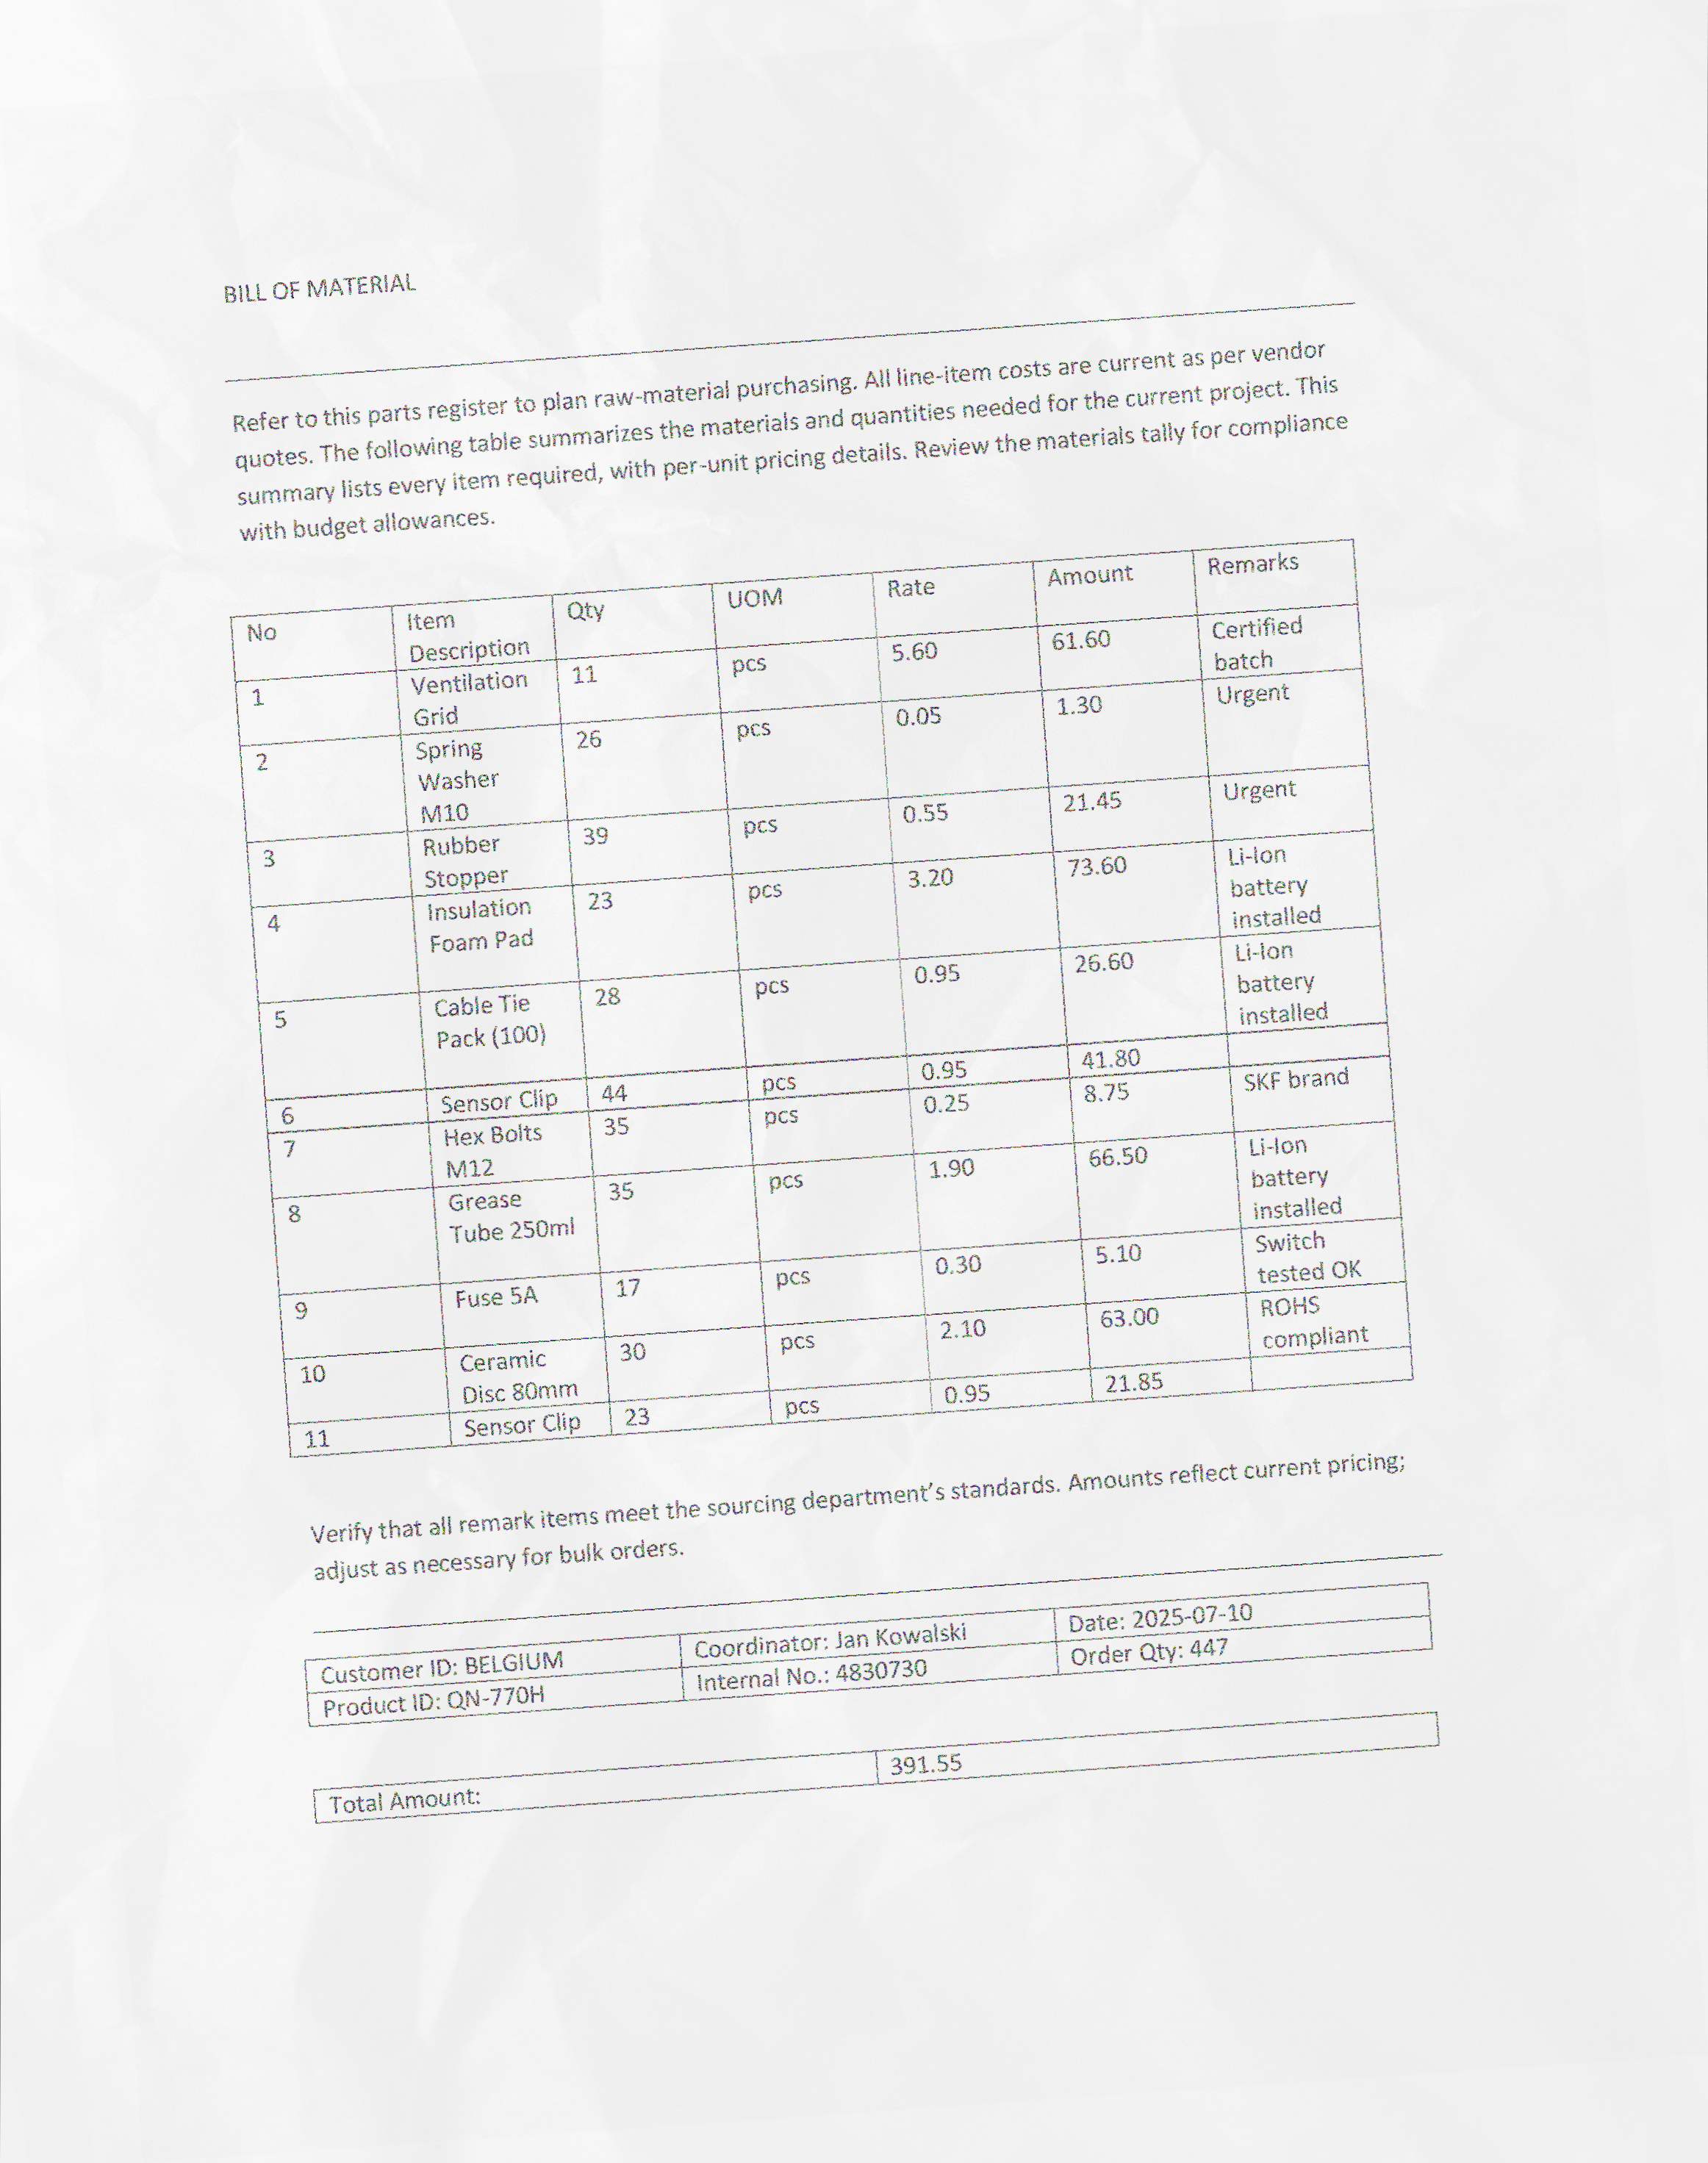 BILL OF MATERIAL
Refer to this parts register to plan raw-material purchasing. All line-item costs are current as per vendor
quotes. The following table summarizes the materials and quantities needed for the current project. This
summary lists every item required, with per-unit pricing details. Review the materials tally for compliance
with budget allowances.
No Item Description Qty UOM Rate Amount Remarks
1 Ventilation Grid 11 pcs 5.60 61.60 Certified batch
2 Spring Washer M10 26 pcs 0.05 1.30 Urgent
3 Rubber Stopper 39 pcs 0.55 21.45 Urgent
4 Insulation Foam Pad 23 pcs 3.20 73.60 Li-Ion battery installed
5 Cable Tie Pack (100) 28 pcs 0.95 26.60 Li-Ion battery installed
6 Sensor Clip 44 pcs 0.95 41.80
7 Hex Bolts M12 35 pcs 0.25 8.75 SKF brand
8 Grease Tube 250ml 35 pcs 1.90 66.50 Li-Ion battery installed
9 Fuse 5A 17 pcs 0.30 5.10 Switch tested OK
10 Ceramic Disc 80mm 30 pcs 2.10 63.00 ROHS compliant
11 Sensor Clip 23 pcs 0.95 21.85
Verify that all remark items meet the sourcing department’s standards. Amounts reflect current pricing;
adjust as necessary for bulk orders.
Customer ID: BELGIUM Coordinator: Jan Kowalski Date: 2025-07-10
Product ID: QN-770H Internal No.: 4830730 Order Qty: 447
Total Amount: 391.55